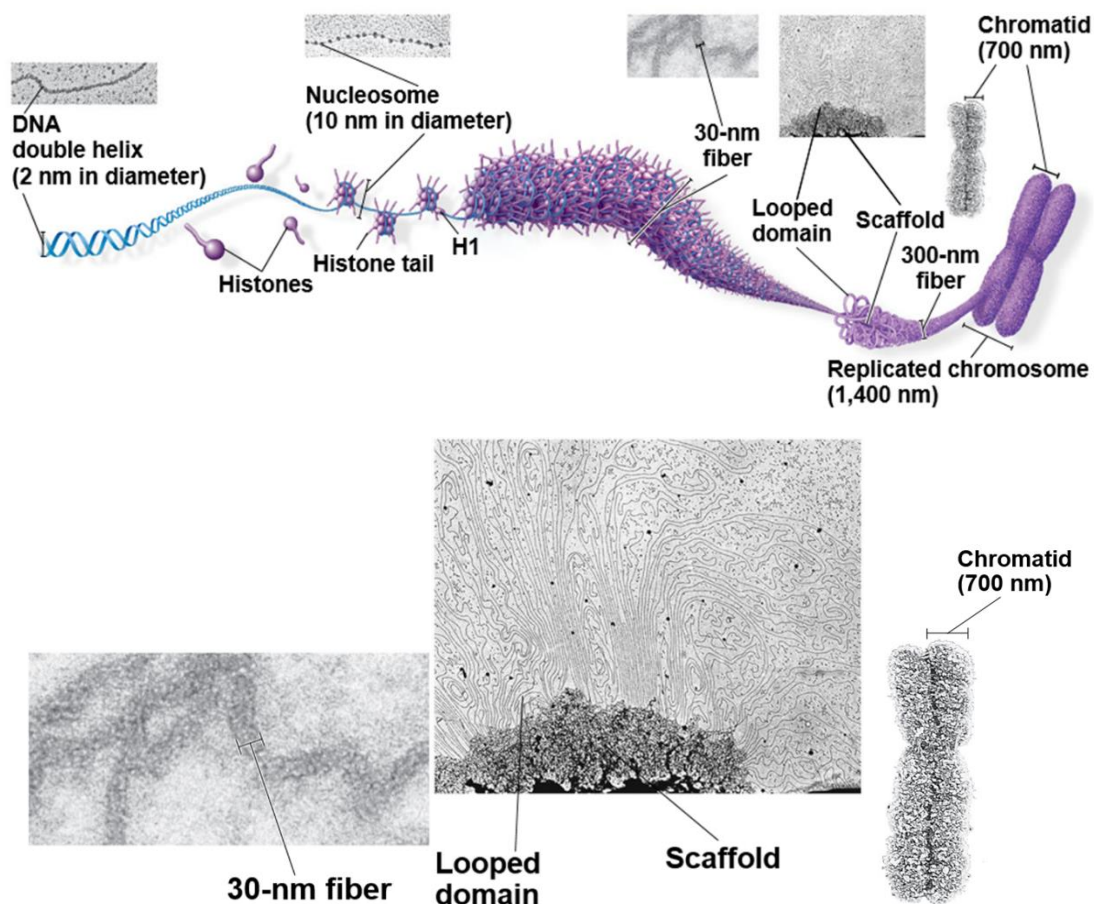 Chromatid
(700 nm)
Nucleosome
(10 nm in diameter)
DNA
double helix
(2 nm in diameter)
30-nm
fiber
Looped
domain
Scaffold
300-nm
fiber
H1
Histone tail
Histones
Replicated chromosome
(1,400 nm)
Chromatid
(700 nm)
Looped
domain
Scaffold
30-nm fiber